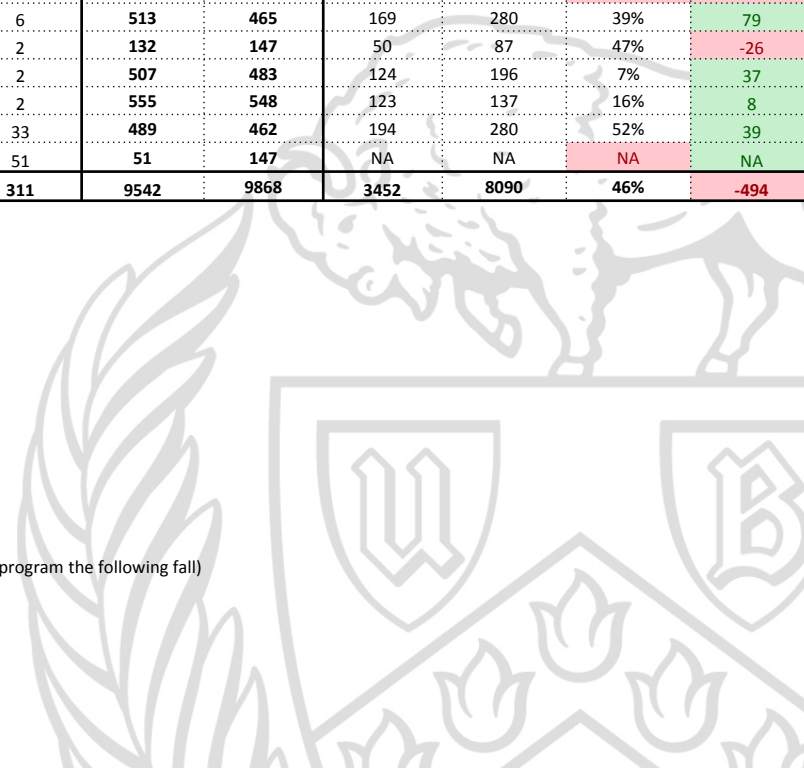 6 513 465 169 280 39% 79
2 132 147 50 87 47% -26
2 507 483 124 196 7% 37
2 555 548 123 137 16% 8
33 489 462 194 280 52% 39
51 51 147 NA NA NA NA
311 9542 9868 3452 8090 46% -494
U B
program the following fall)